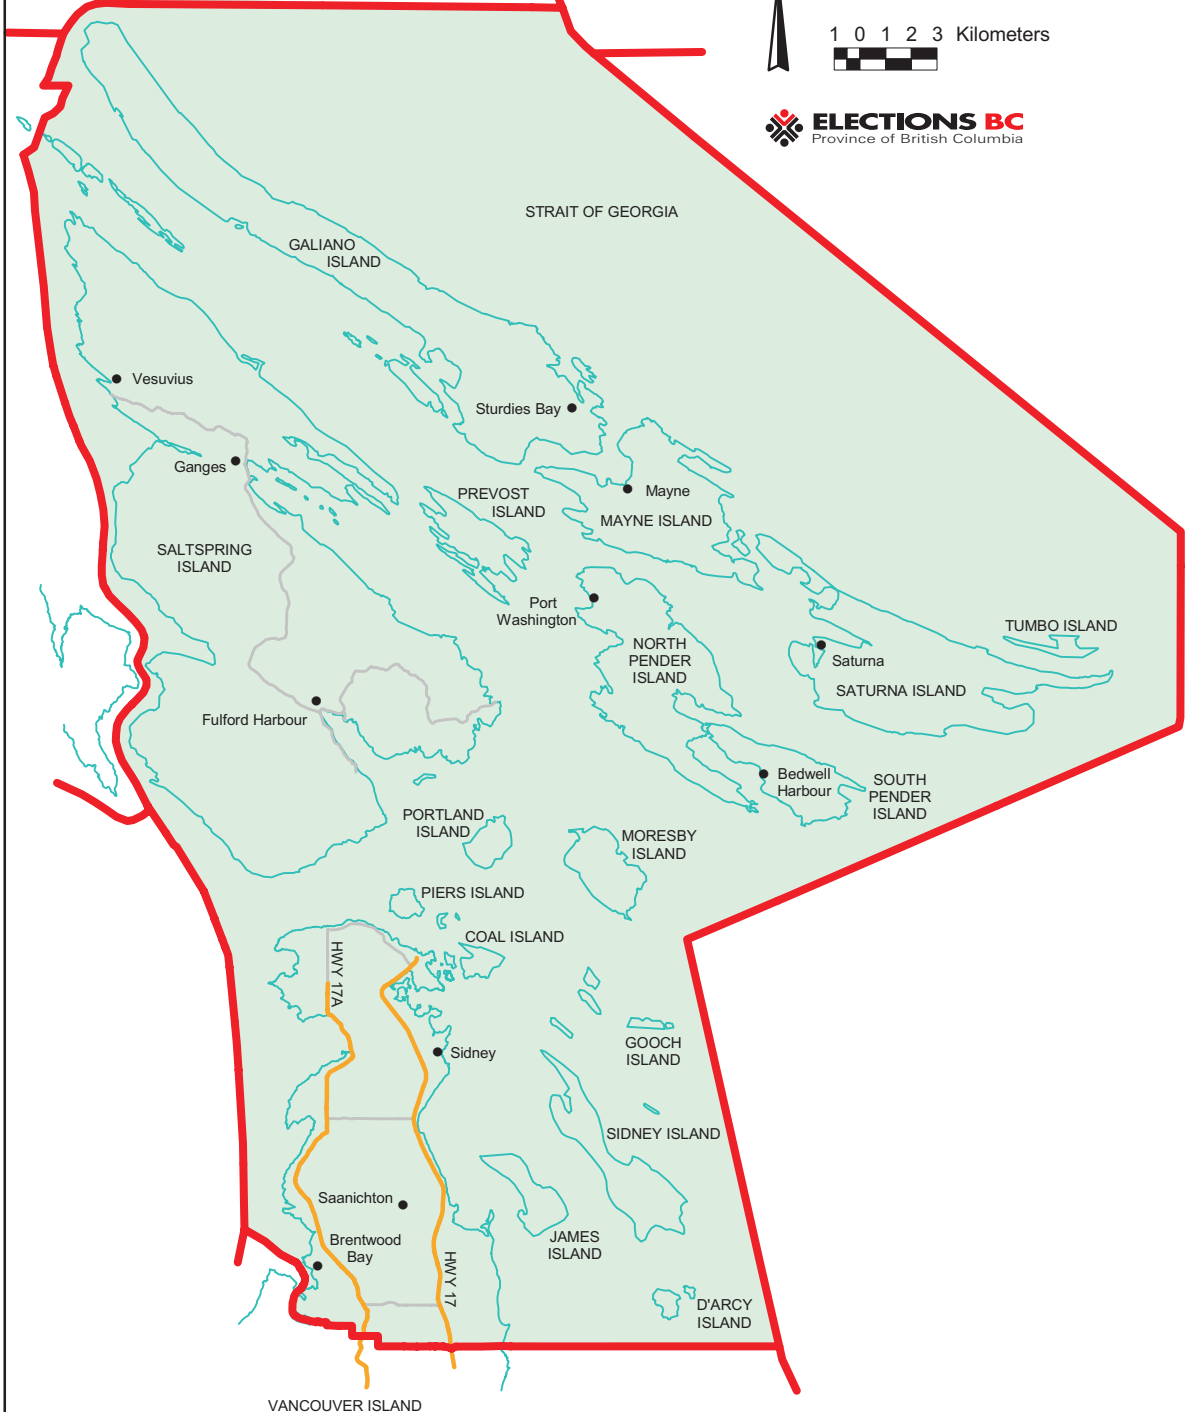 1 0 1 2 3 Kilometers
ELECTIONS BC
Province of British Columbia
STRAIT OF GEORGIA
GALIANO
ISLAND
Vesuvius
Sturdies Bay
Ganges
Mayne
PREVOST
ISLAND
MAYNE ISLAND
SALTSPRING
ISLAND
Port
Washington
TUMBO ISLAND
NORTH
PENDER
ISLAND
Saturna
SATURNA ISLAND
Fulford Harbour
Bedwell
Harbour
SOUTH
PENDER
ISLAND
PORTLAND
ISLAND
MORESBY
ISLAND
PIERS ISLAND
COAL ISLAND
HWY 17A
Sidney
GOOCH
ISLAND
SIDNEY ISLAND
Saanichton
Brentwood
Bay
JAMES
ISLAND
HWY 17
D'ARCY
ISLAND
VANCOUVER ISLAND